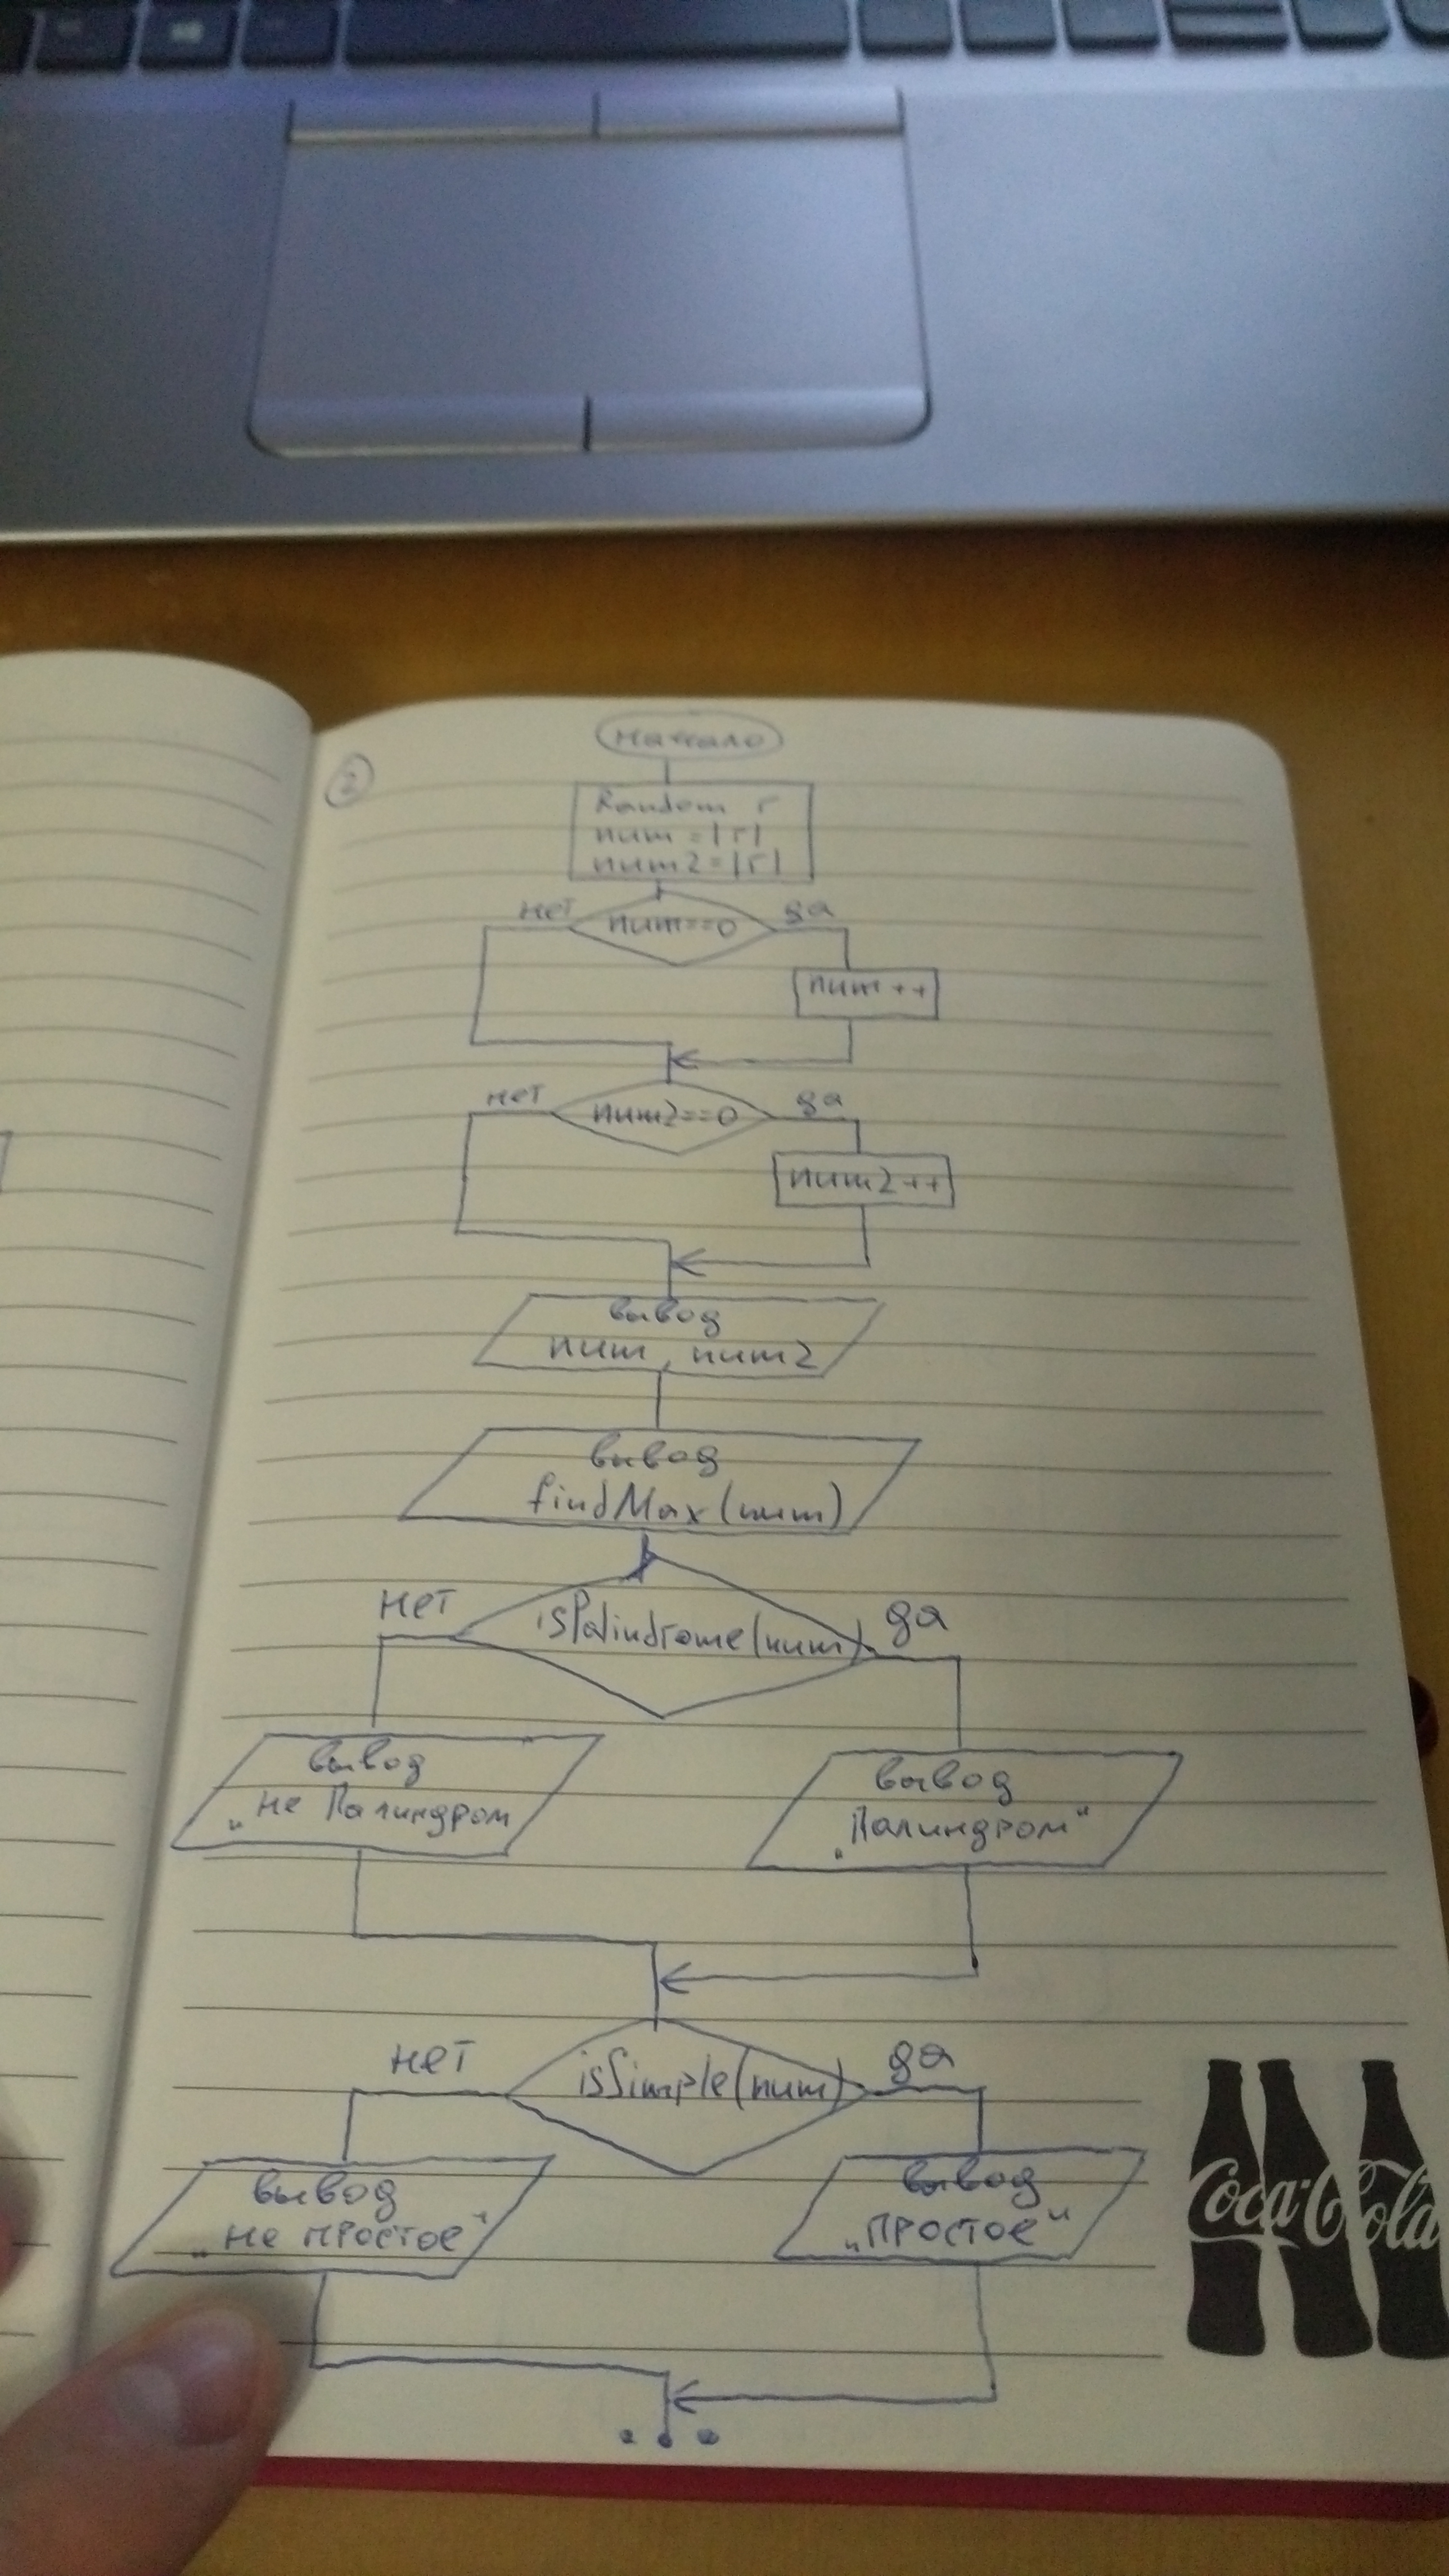 2
начало
Random r
num = |r|
num2 = |r|
нет
num==0
да
num++
нет
num2==0
да
num2++
вывод
num, num2
вывод
findMax(num)
нет
isPalindrome(num)
да
вывод
„не Палиндром
вывод
„Палиндром“
нет
isSimple(num)
да
вывод
„не простое“
вывод
„простое“
Coca-Cola
...